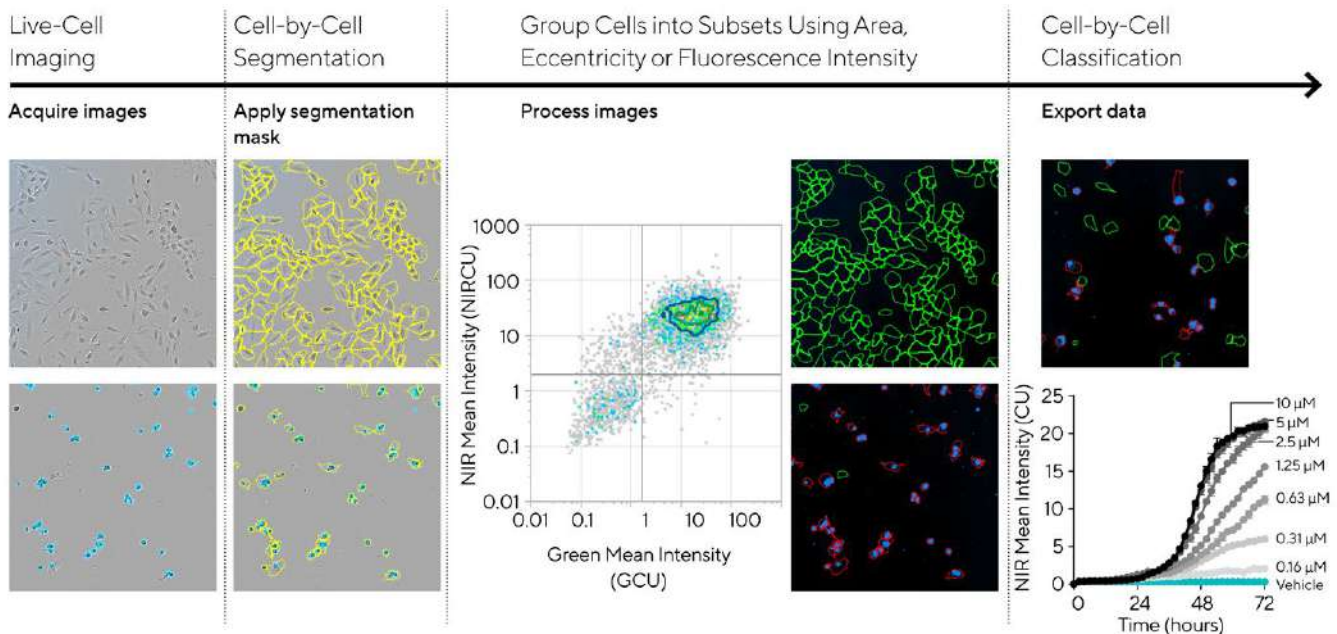 Live-Cell
Imaging
Cell-by-Cell
Segmentation
Group Cells into Subsets Using Area,
Eccentricity or Fluorescence Intensity
Cell-by-Cell
Classification
Acquire images
Apply segmentation
mask
Process images
Export data
NIR Mean Intensity (NIRCU)
1000
100
10
1
0.1
0.01
0.01
0.1
1
10
100
Green Mean Intensity
(GCU)
NIR Mean Intensity (CU)
25
20
15
10
5
0
0
24
48
72
Time (hours)
10 µM
5 µM
2.5 µM
1.25 µM
0.63 µM
0.31 µM
0.16 µM
Vehicle